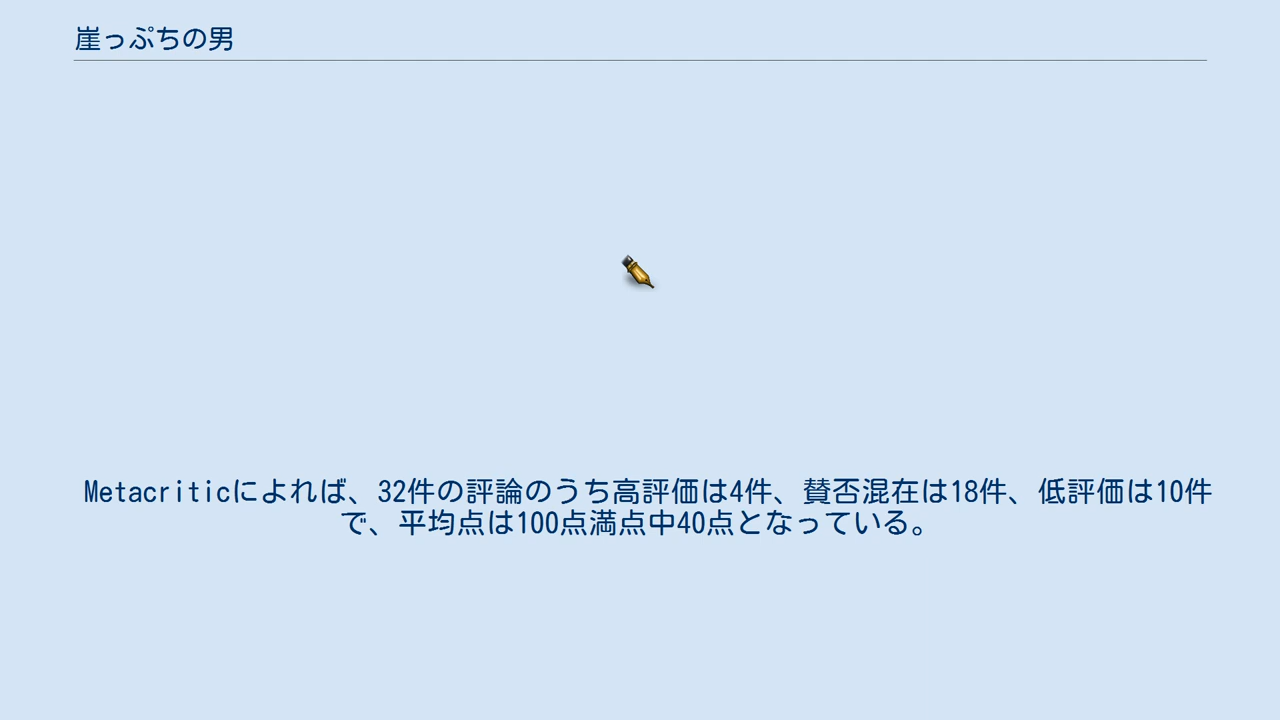 崖っぷちの男
Metacriticによれば、32件の評論のうち高評価は4件、賛否混在は18件、低評価は10件
で、平均点は100点満点中40点となっている。